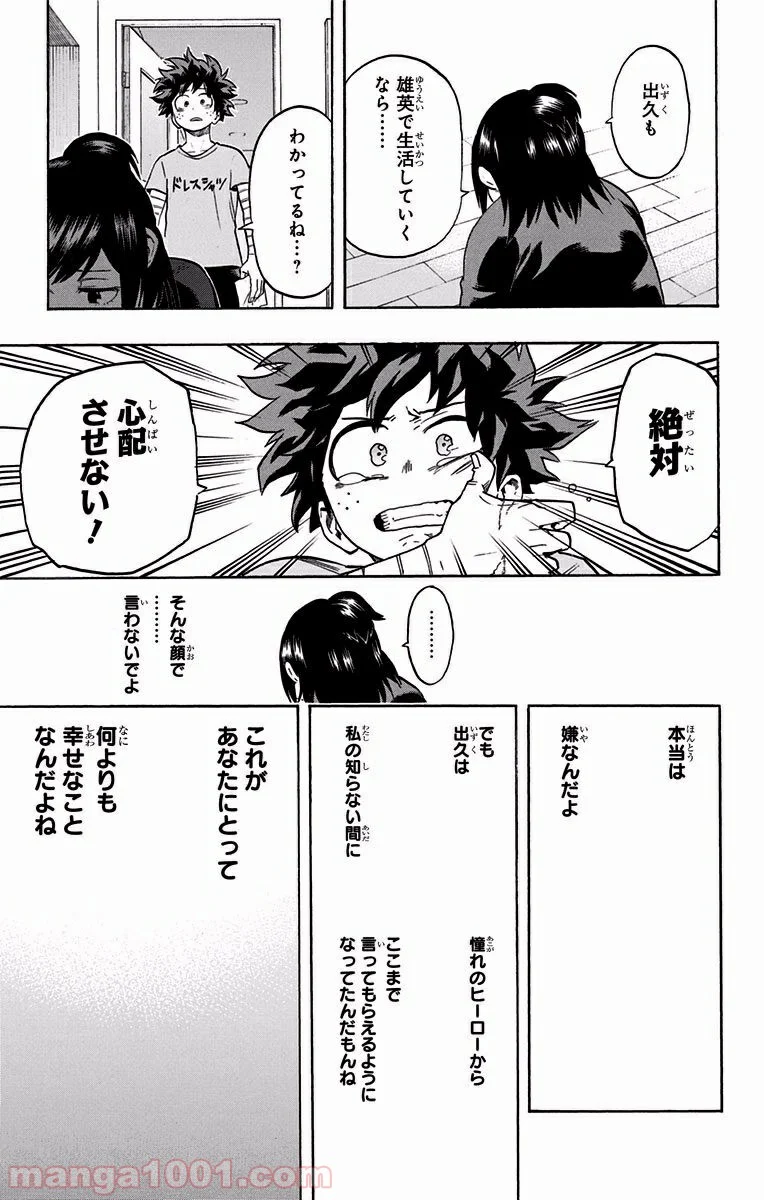 出久も
雄英で生活していく
なら………
わかってるね…?
ドレスシャツ
絶対
心配
させない!
………
そんな顔で
………
言わないでよ
本当は
嫌なんだよ
でも
出久は
私の知らない間に
憧れのヒーローから
ここまで
言ってもらえるように
なってたんだもんね
これが
あなたにとって
何よりも
幸せなこと
なんだよね
manga1001.com